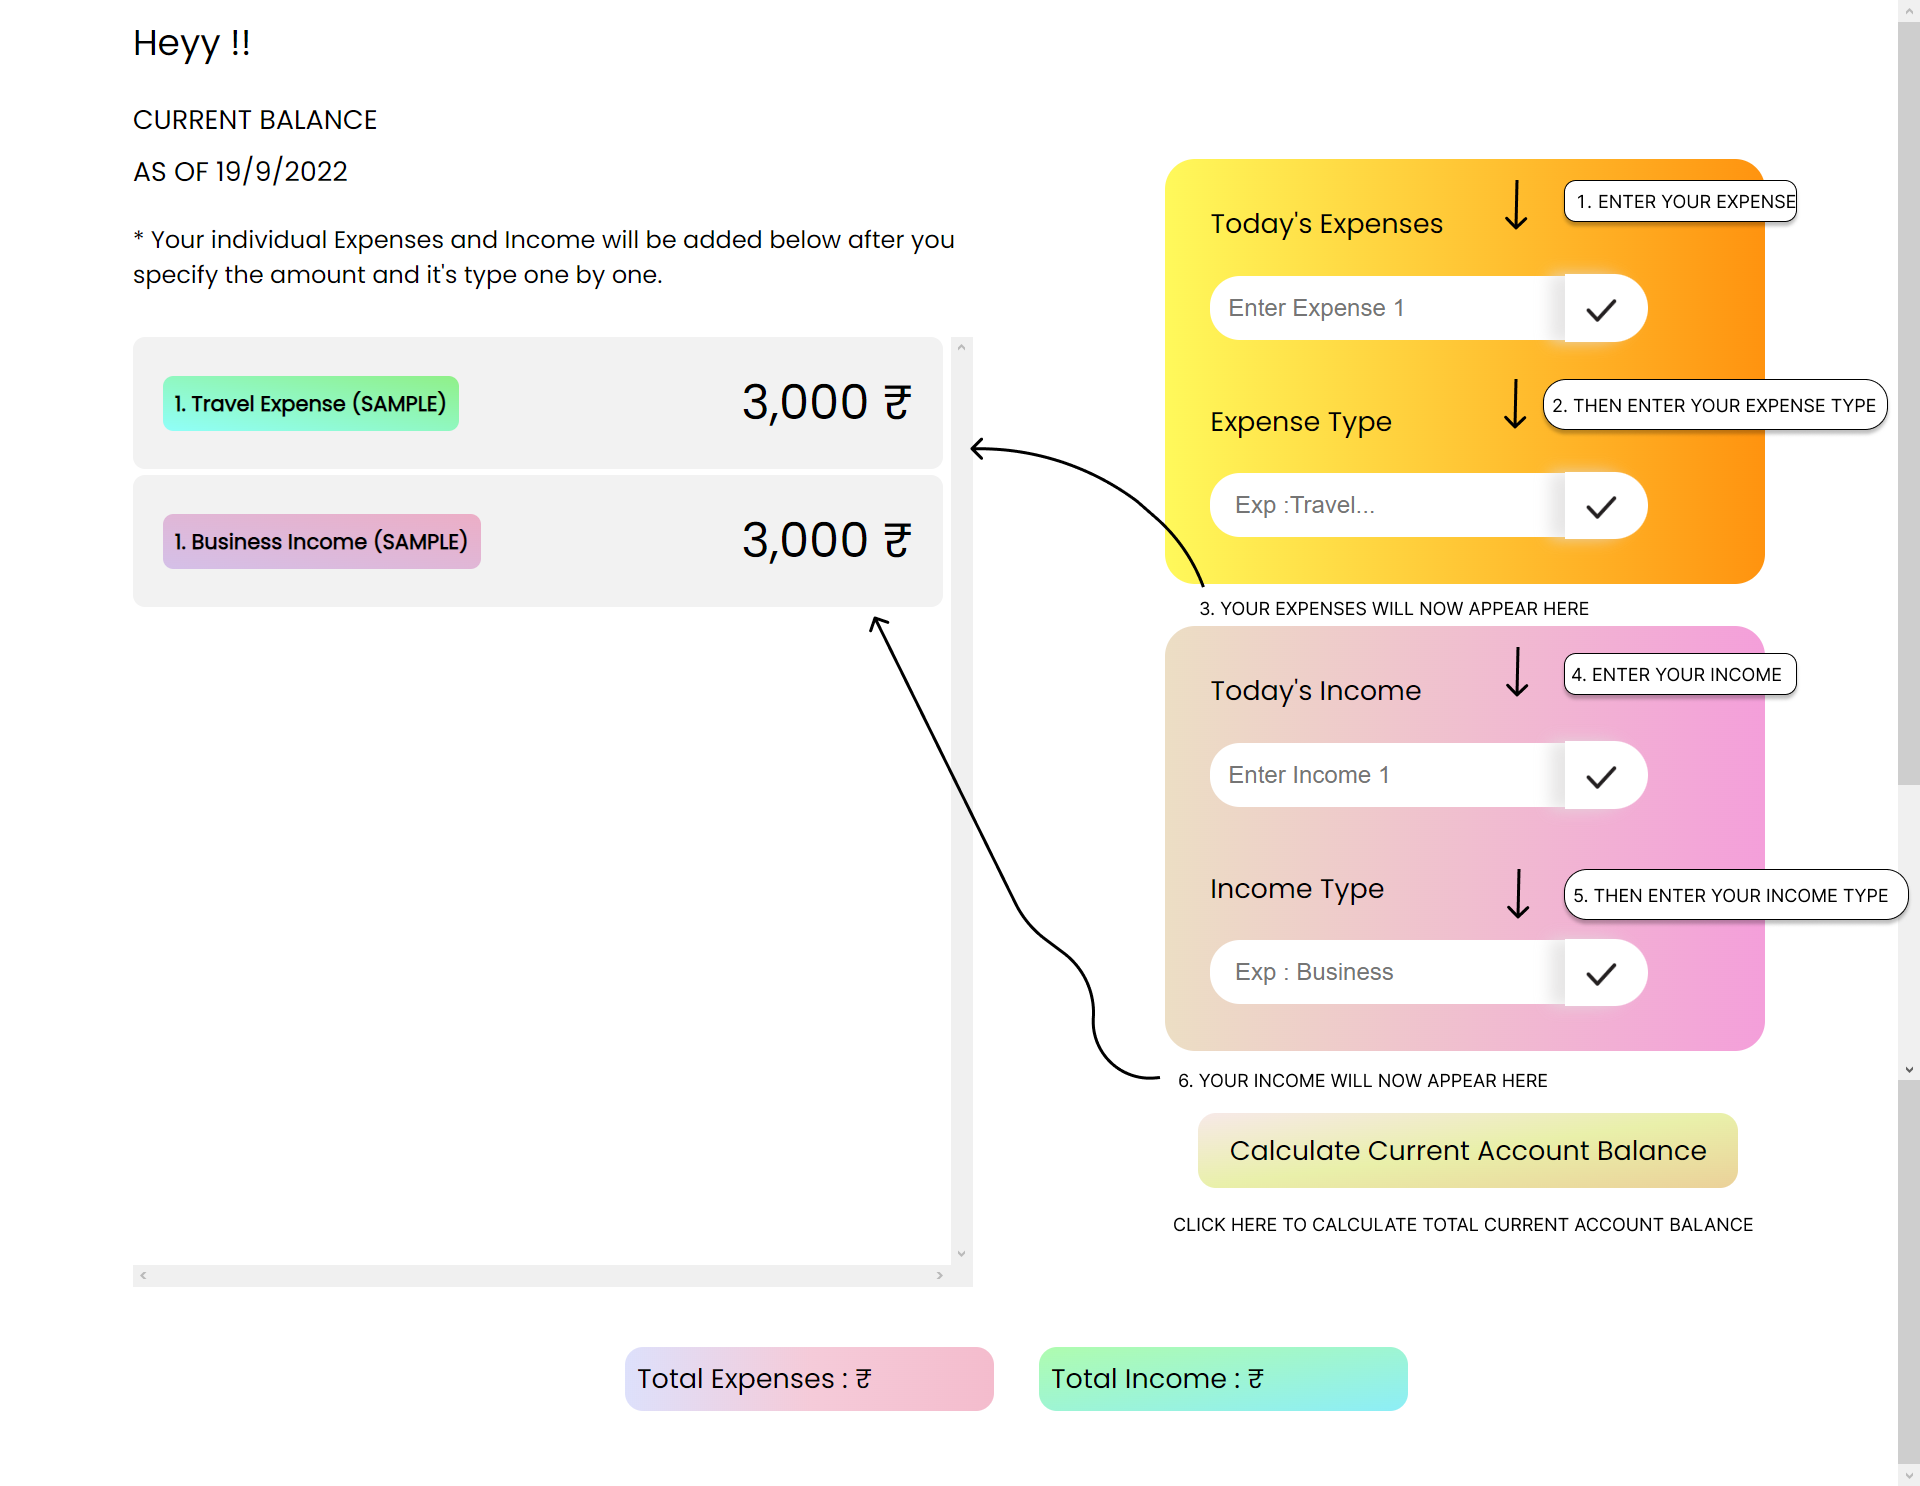 Heyy !!
CURRENT BALANCE
AS OF 19/9/2022
* Your individual Expenses and Income will be added below after you
specify the amount and it's type one by one.
1. Travel Expense (SAMPLE)
3,000 ₹
1. Business Income (SAMPLE)
3,000 ₹
Today's Expenses
1. ENTER YOUR EXPENSE
Enter Expense 1
Expense Type
2. THEN ENTER YOUR EXPENSE TYPE
Exp :Travel...
3. YOUR EXPENSES WILL NOW APPEAR HERE
Today's Income
4. ENTER YOUR INCOME
Enter Income 1
Income Type
5. THEN ENTER YOUR INCOME TYPE
Exp : Business
6. YOUR INCOME WILL NOW APPEAR HERE
Calculate Current Account Balance
CLICK HERE TO CALCULATE TOTAL CURRENT ACCOUNT BALANCE
Total Expenses : ₹
Total Income : ₹